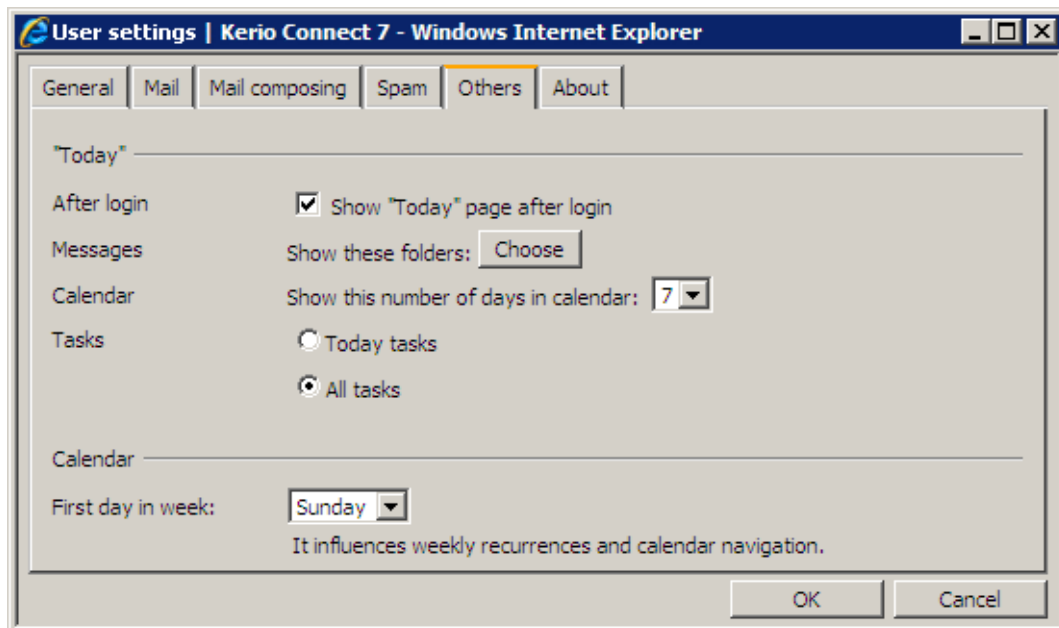 User settings | Kerio Connect 7 - Windows Internet Explorer
General Mail Mail composing Spam Others About
"Today"
After login Show "Today" page after login
Messages Show these folders: Choose
Calendar Show this number of days in calendar: 7
Tasks Today tasks
All tasks
Calendar
First day in week: Sunday
It influences weekly recurrences and calendar navigation.
OK Cancel